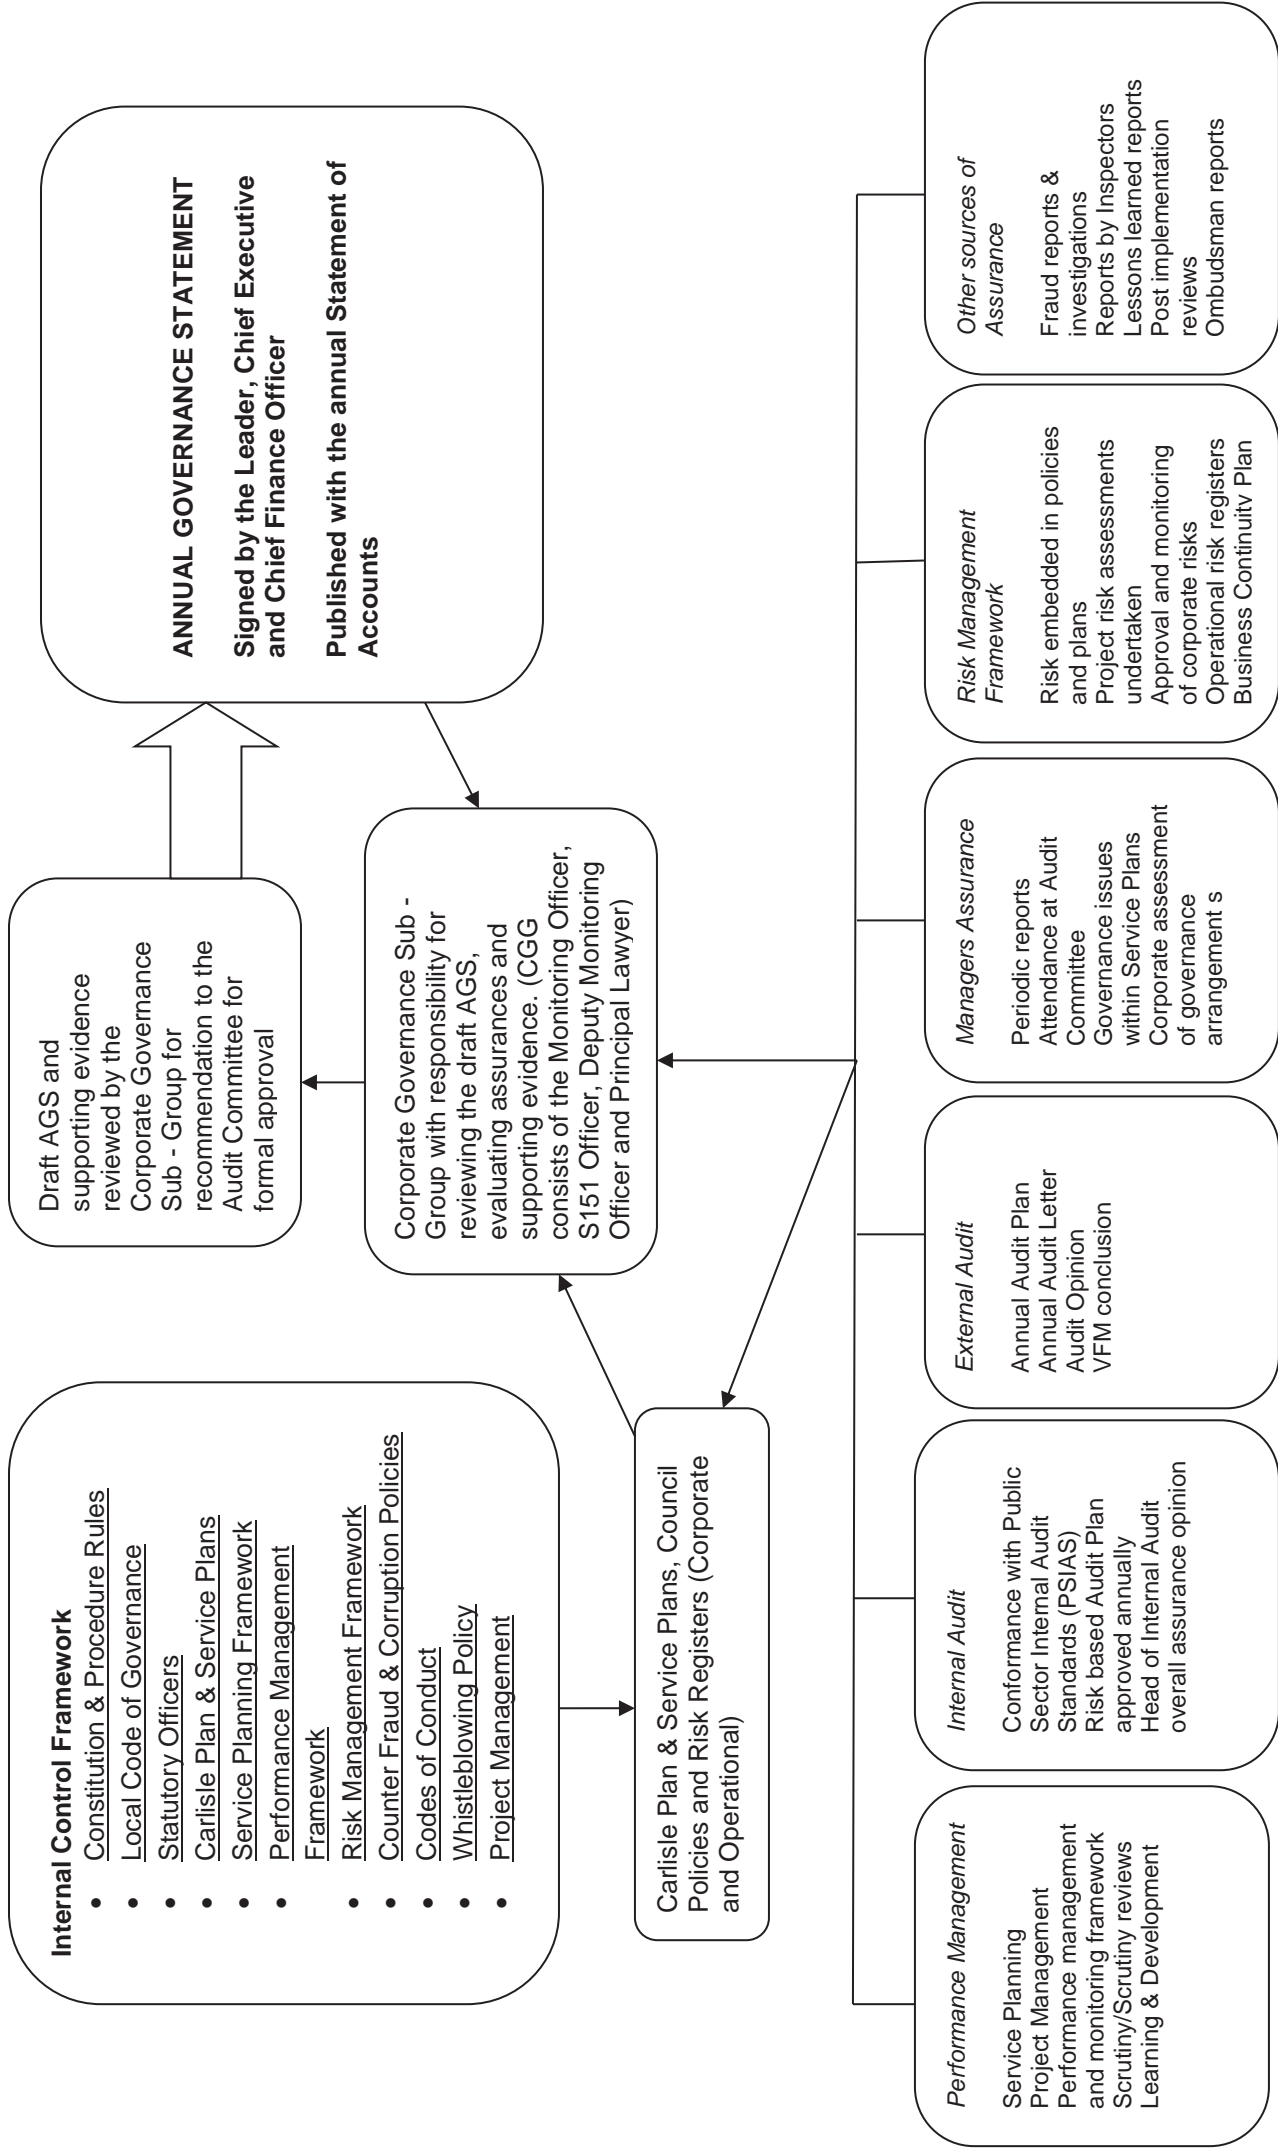 Internal Control Framework
• Constitution & Procedure Rules
• Local Code of Governance
• Statutory Officers
• Carlisle Plan & Service Plans
• Service Planning Framework
• Performance Management
Framework
• Risk Management Framework
• Counter Fraud & Corruption Policies
• Codes of Conduct
• Whistleblowing Policy
• Project Management
Draft AGS and
supporting evidence
reviewed by the
Corporate Governance
Sub - Group for
recommendation to the
Audit Committee for
formal approval
ANNUAL GOVERNANCE STATEMENT
Signed by the Leader, Chief Executive
and Chief Finance Officer
Published with the annual Statement of
Accounts
Corporate Governance Sub -
Group with responsibility for
reviewing the draft AGS,
evaluating assurances and
supporting evidence. (CGG
consists of the Monitoring Officer,
S151 Officer, Deputy Monitoring
Officer and Principal Lawyer)
Carlisle Plan & Service Plans, Council
Policies and Risk Registers (Corporate
and Operational)
Performance Management
Service Planning
Project Management
Performance management
and monitoring framework
Scrutiny/Scrutiny reviews
Learning & Development
Internal Audit
Conformance with Public
Sector Internal Audit
Standards (PSIAS)
Risk based Audit Plan
approved annually
Head of Internal Audit
overall assurance opinion
External Audit
Annual Audit Plan
Annual Audit Letter
Audit Opinion
VFM conclusion
Managers Assurance
Periodic reports
Attendance at Audit
Committee
Governance issues
within Service Plans
Corporate assessment
of governance
arrangement s
Risk Management
Framework
Risk embedded in policies
and plans
Project risk assessments
undertaken
Approval and monitoring
of corporate risks
Operational risk registers
Business Continuity Plan
Other sources of
Assurance
Fraud reports &
investigations
Reports by Inspectors
Lessons learned reports
Post implementation
reviews
Ombudsman reports